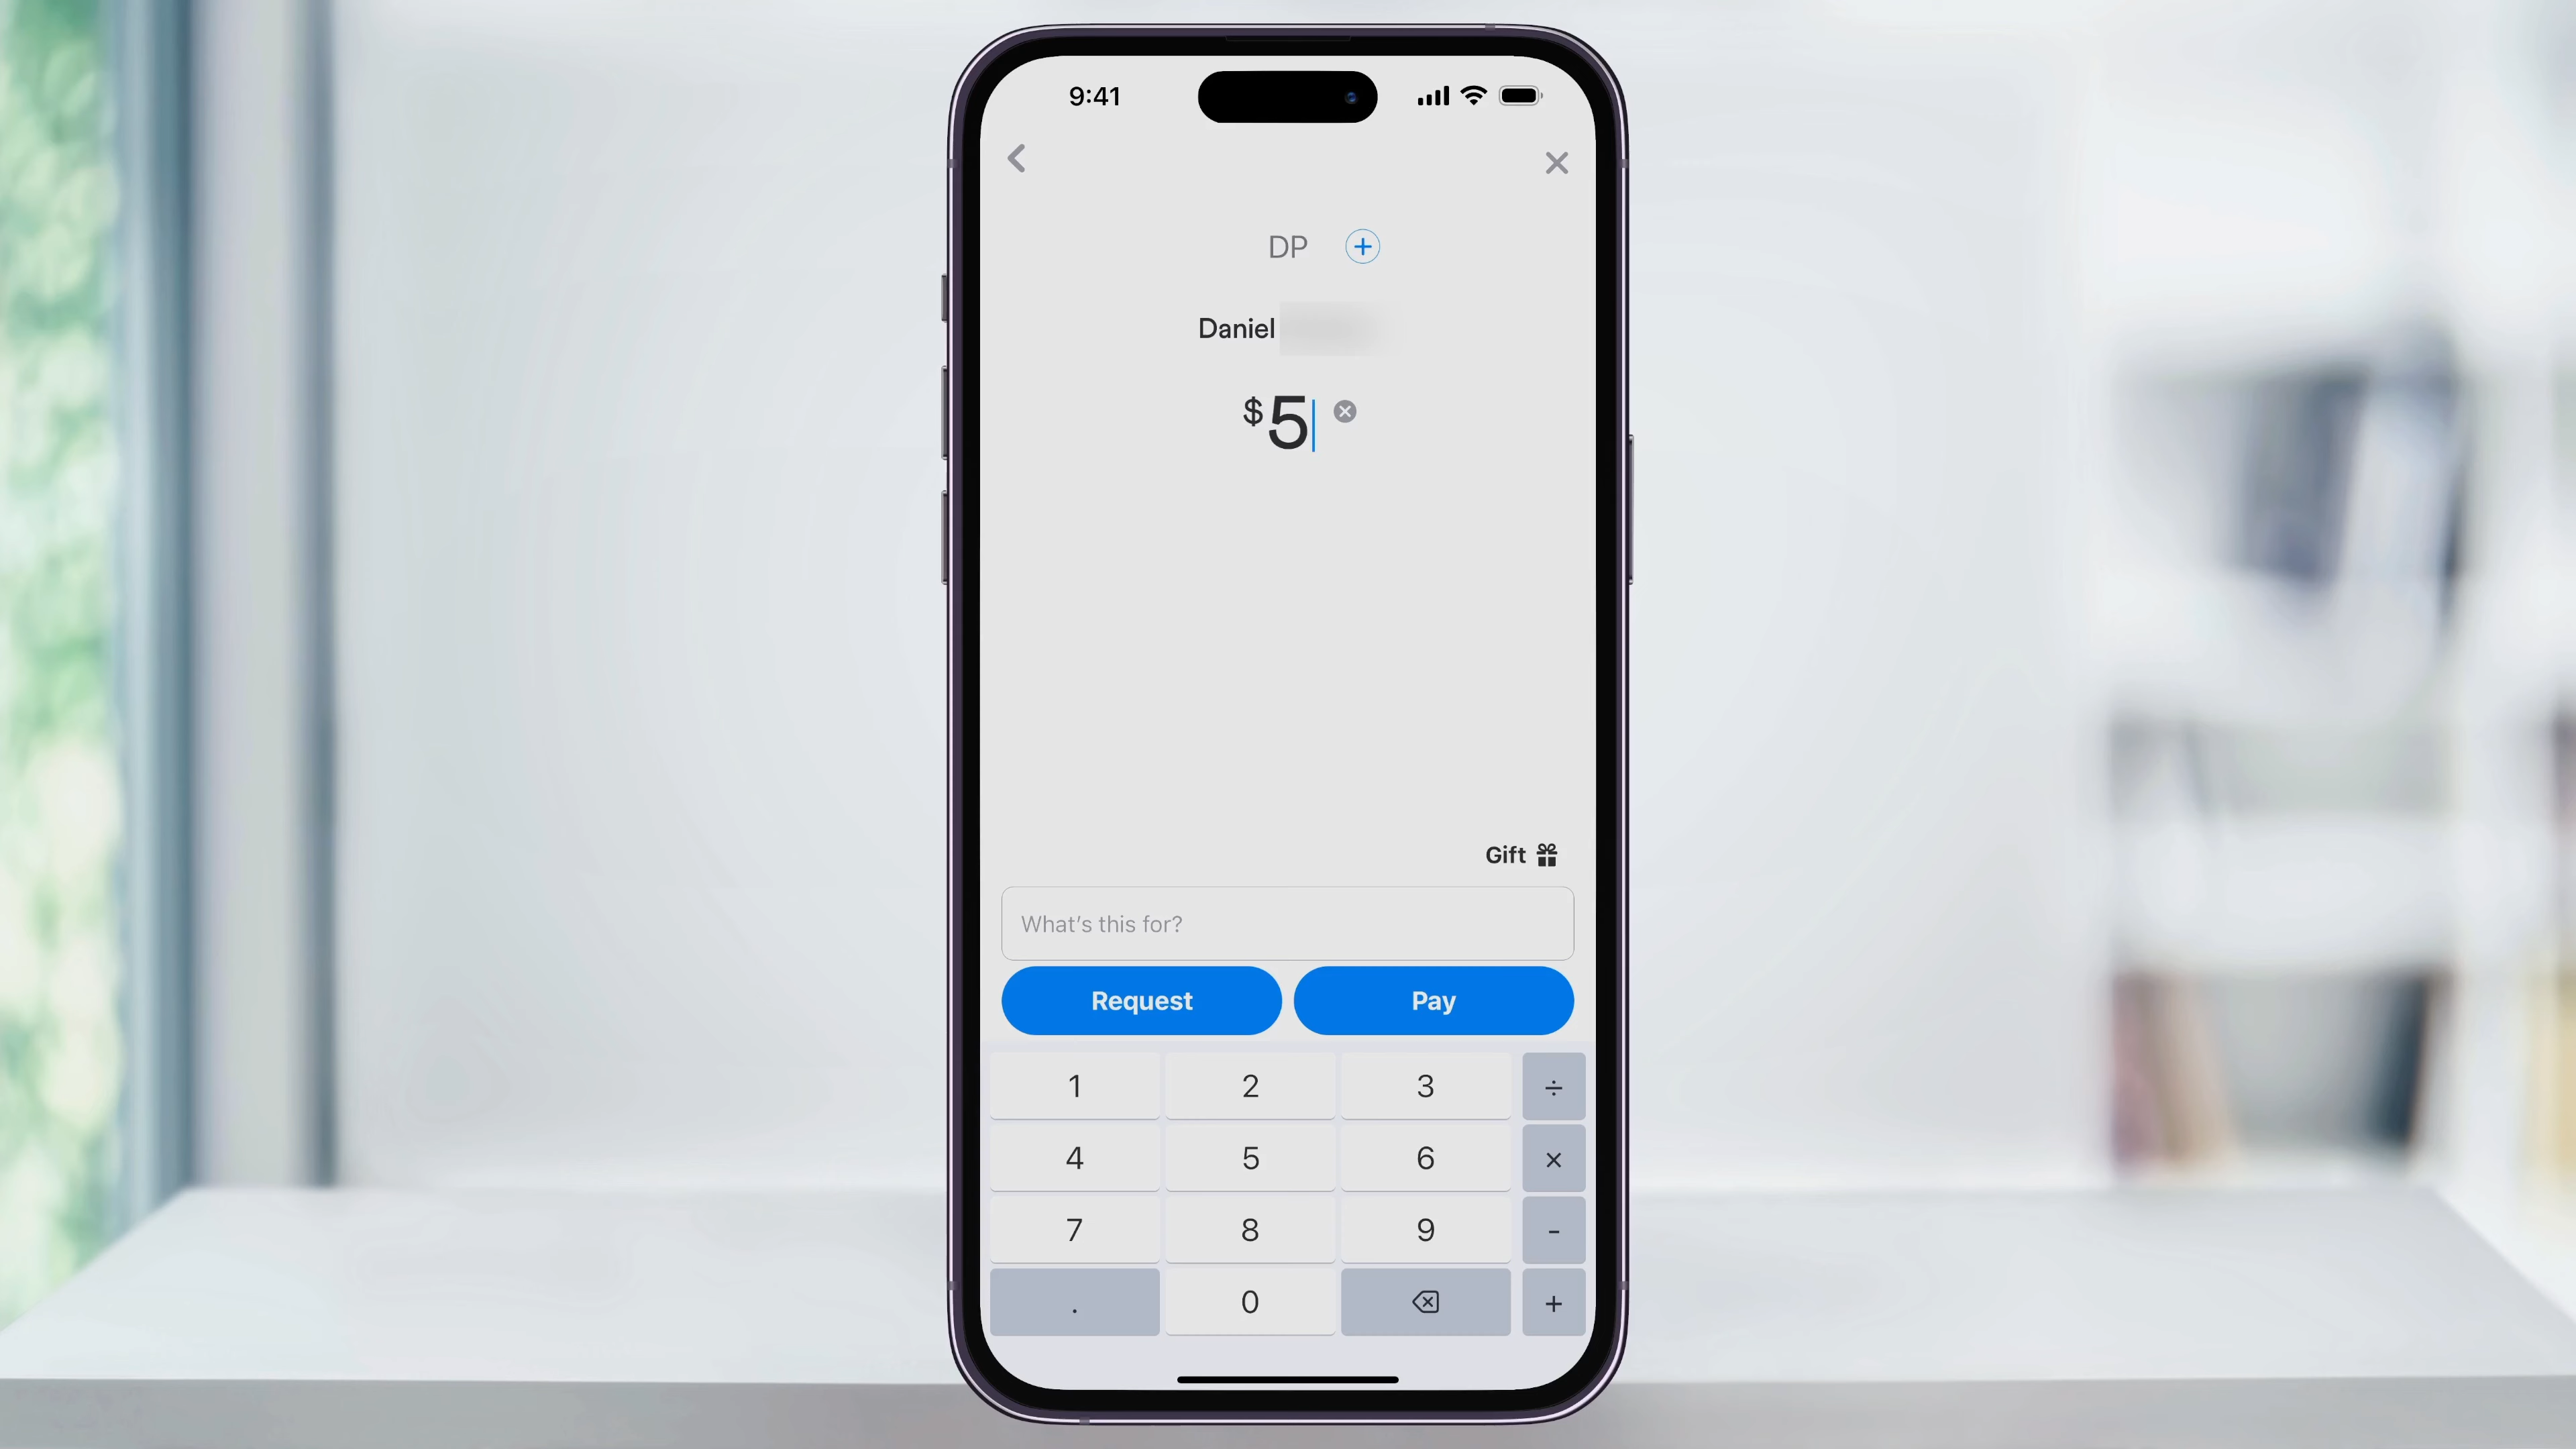 9:41
DP
Daniel
$5
Gift
What's this for?
Request Pay
1 2 3 ÷
4 5 6 ×
7 8 9 -
. 0 +